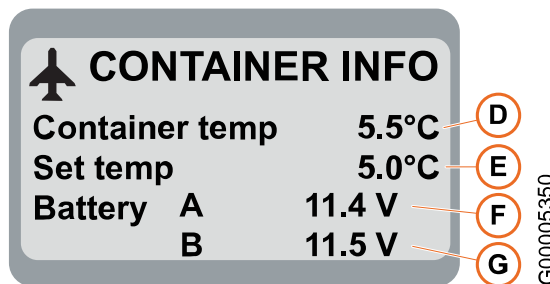 CONTAINER INFO
Container temp 5.5°C D
Set temp 5.0°C E
Battery A 11.4 V F
B 11.5 V G
G00005350